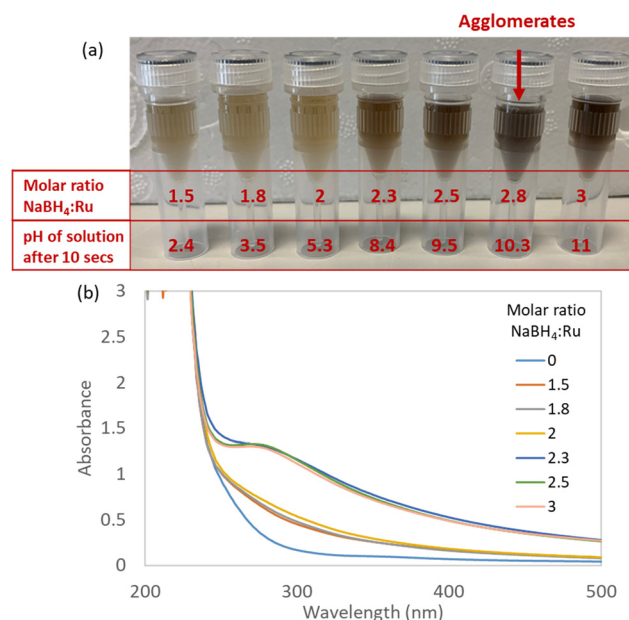 Agglomerates
(a)
Molar ratio NaBH₄:Ru 1.5 1.8 2 2.3 2.5 2.8 3
pH of solution after 10 secs 2.4 3.5 5.3 8.4 9.5 10.3 11
(b)
Molar ratio
NaBH₄:Ru
0
1.5
1.8
2
2.3
2.5
3
3
2.5
2
1.5
1
0.5
0
Absorbance
200 300 400 500
Wavelength (nm)